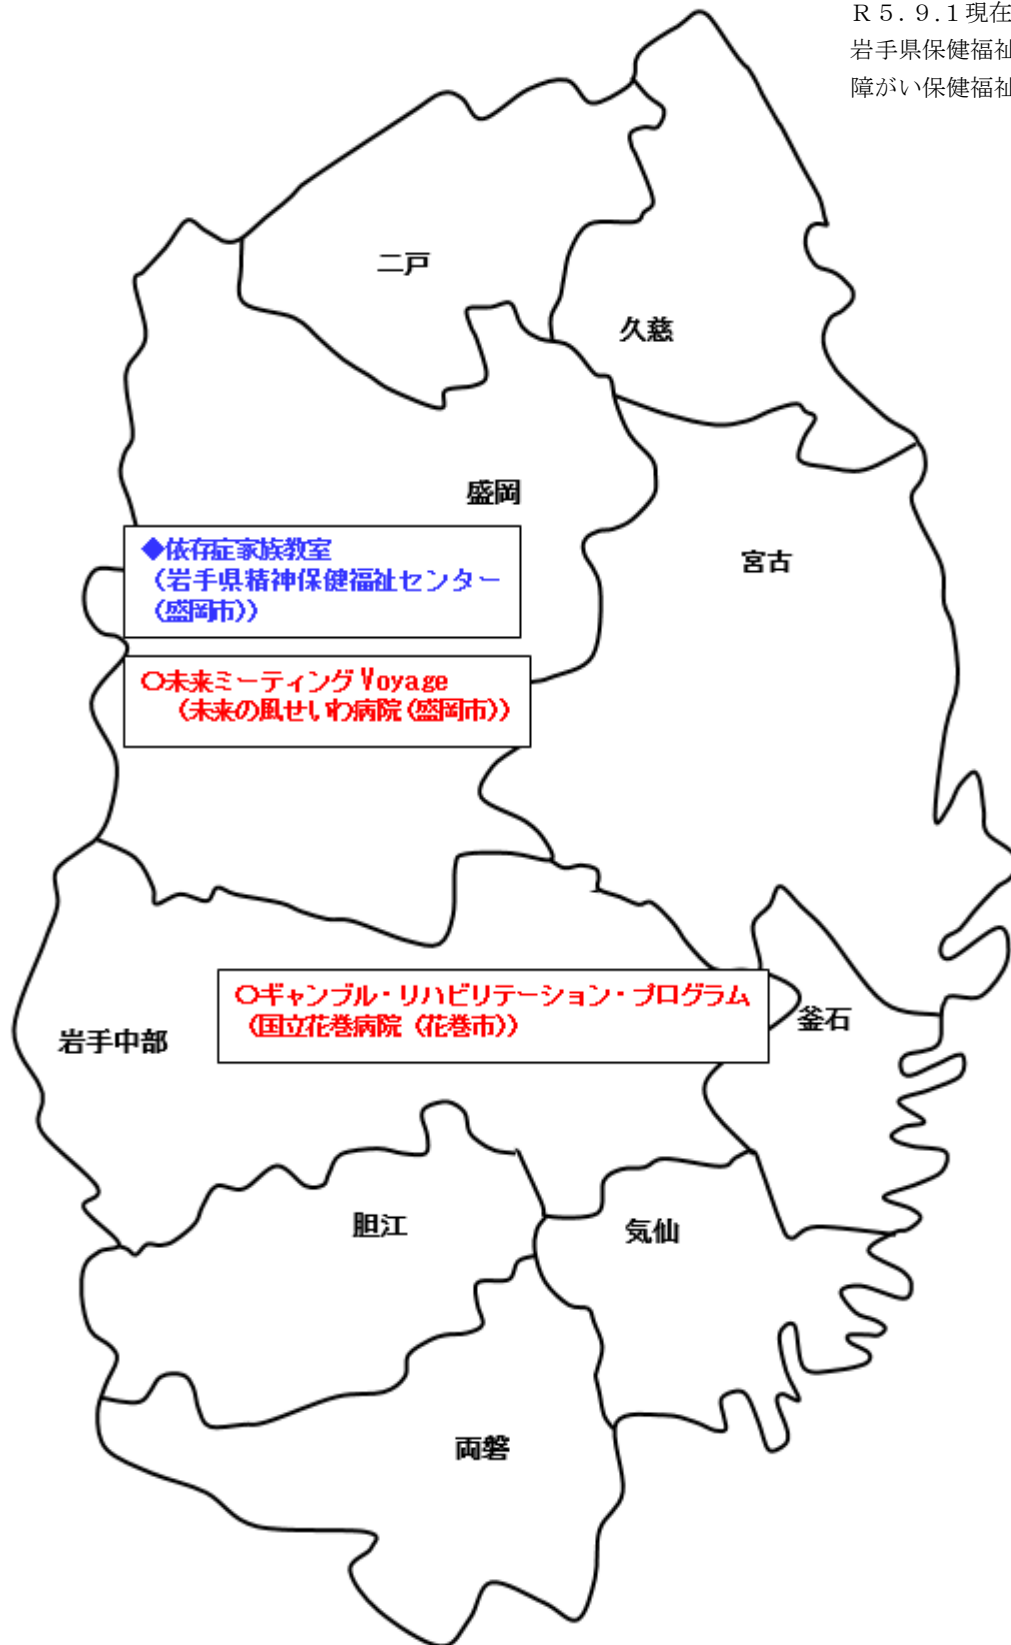 R５.９.１現在
岩手県保健福祉
障がい保健福祉
二戸
久慈
盛岡
◆依存症家族教室
（岩手県精神保健福祉センター
（盛岡市））
宮古
○未来ミーティングVoyage
（未来の風せいわ病院（盛岡市））
○ギャンブル・リハビリテーション・プログラム
（国立花巻病院（花巻市））
釜石
岩手中部
胆江
気仙
両磐